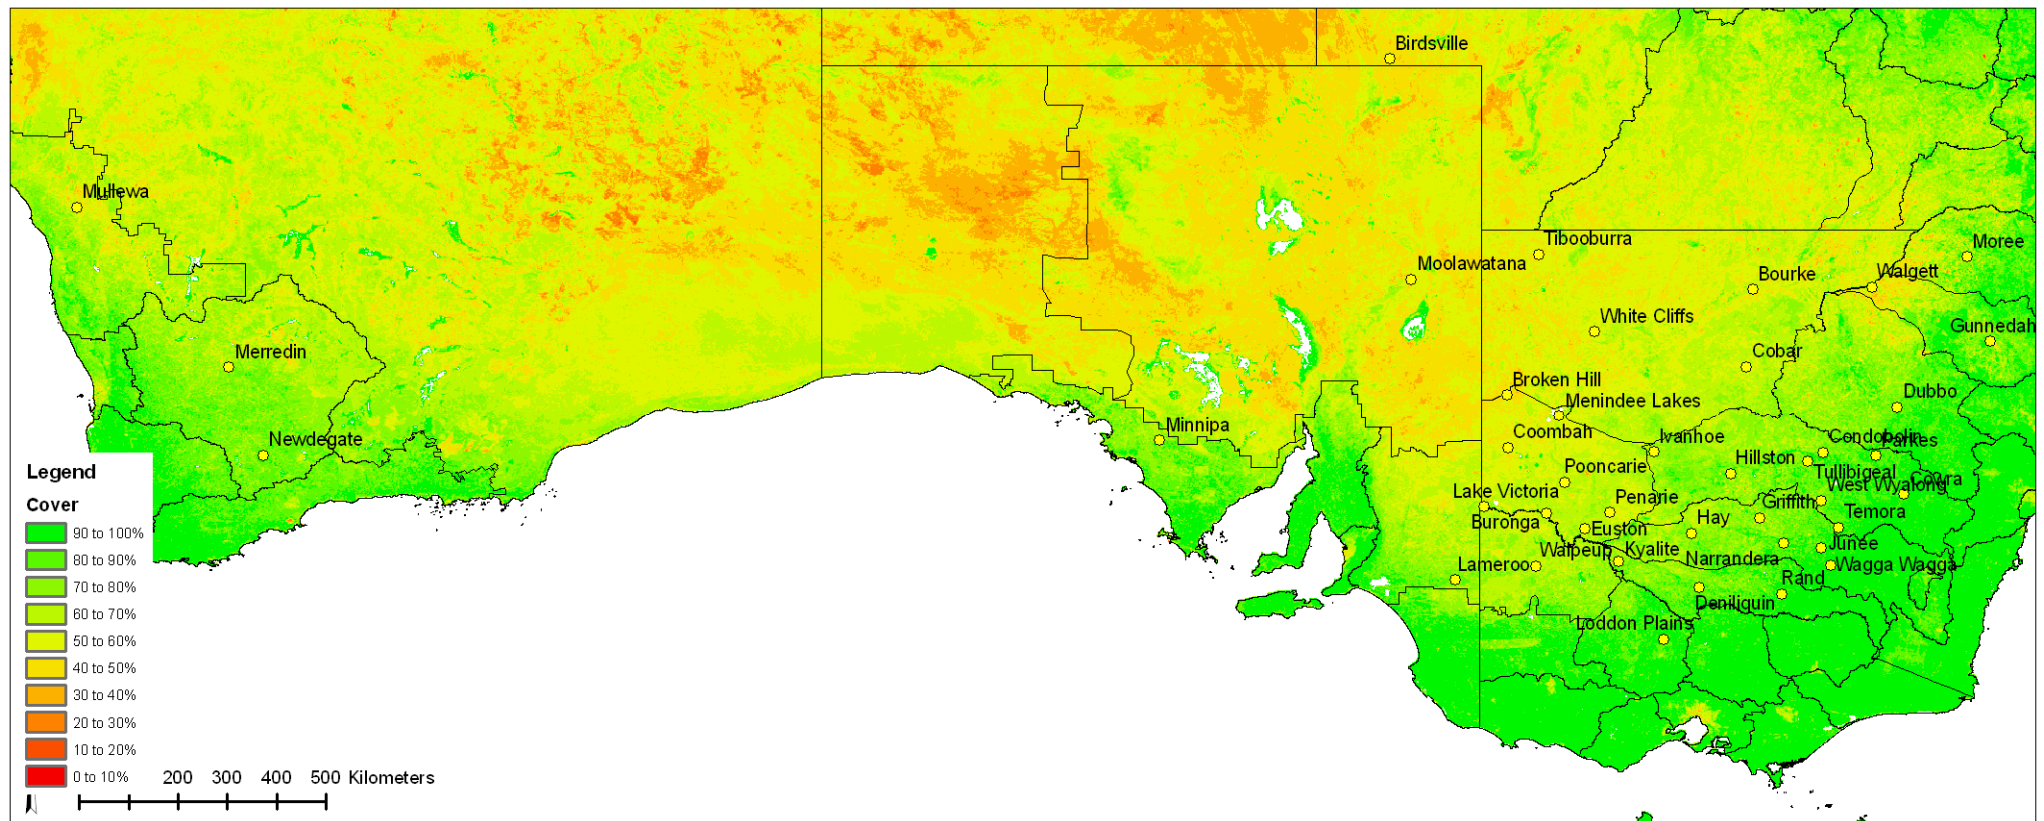 Birdsville
Mullewa
Tibooburra
Moree
Moolawatana
Bourke
Walgett
White Cliffs
Gunnedah
Merredin
Cobar
Broken Hill
Menindee Lakes
Dubbo
Minnipa
Coombah
Newdegate
Ivanhoe
Condobolin
Parkes
Hillston
Pooncarie
Tullibigeal
Cowra
West Wyalong
Lake Victoria
Penarie
Griffith
Temora
Buronga
Euston
Hay
Junee
Walpeup
Kyalite
Narrandera
Wagga Wagga
Lameroo
Rand
Deniliquin
Loddon Plains
Legend
Cover
90 to 100%
80 to 90%
70 to 80%
60 to 70%
50 to 60%
40 to 50%
30 to 40%
20 to 30%
10 to 20%
0 to 10%
200 300 400 500 Kilometers